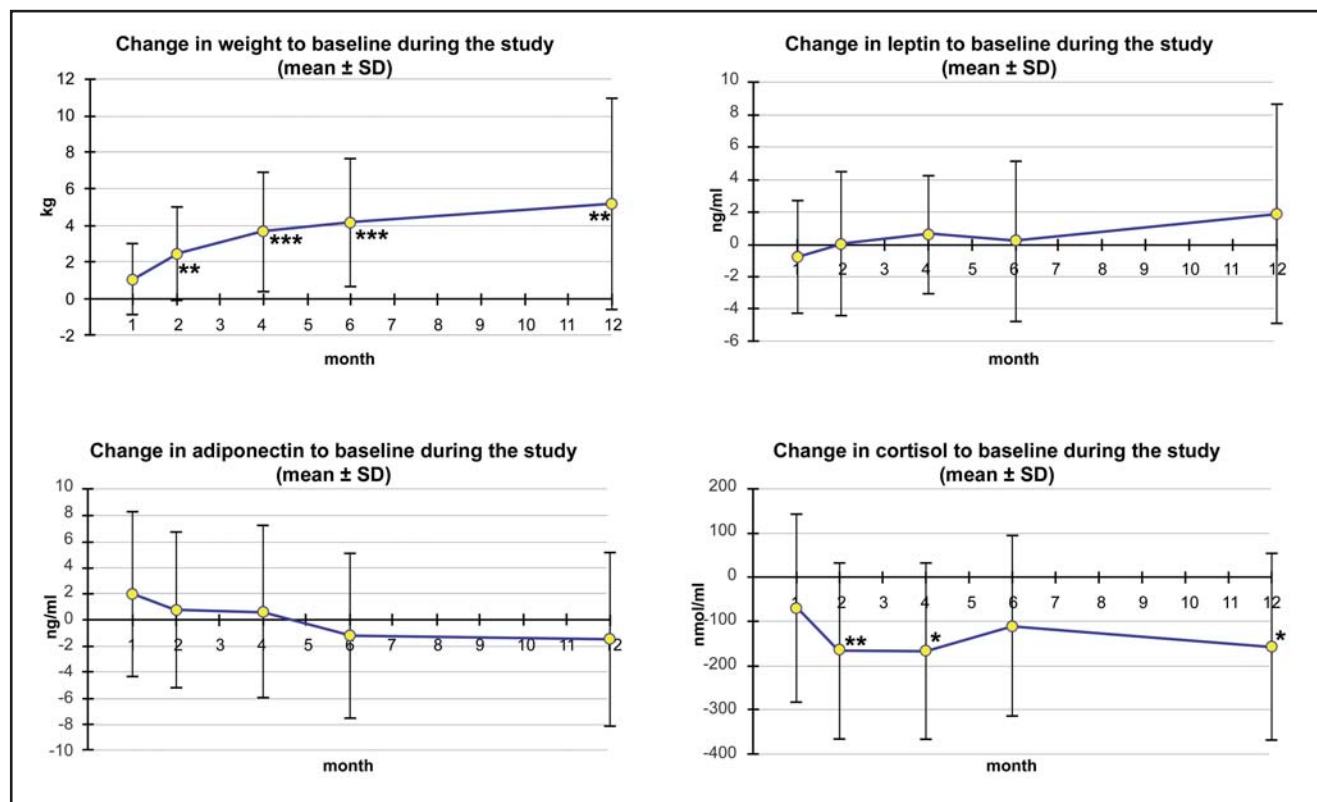 Change in weight to baseline during the study
(mean ± SD)
12
10
8
6
4
2
0
-2
kg
**
***
***
**
1 2 3 4 5 6 7 8 9 10 11 12
month
Change in leptin to baseline during the study
(mean ± SD)
10
8
6
4
2
0
-2
-4
-6
ng/ml
1 2 3 4 5 6 7 8 9 10 11 12
month
Change in adiponectin to baseline during the study
(mean ± SD)
10
8
6
4
2
0
-2
-4
-6
-8
-10
ng/ml
1 2 3 4 5 6 7 8 9 10 11 12
month
Change in cortisol to baseline during the study
(mean ± SD)
200
100
0
-100
-200
-300
-400
nmol/ml
1 2 3 4 5 6 7 8 9 10 11 12
**
*
*
month